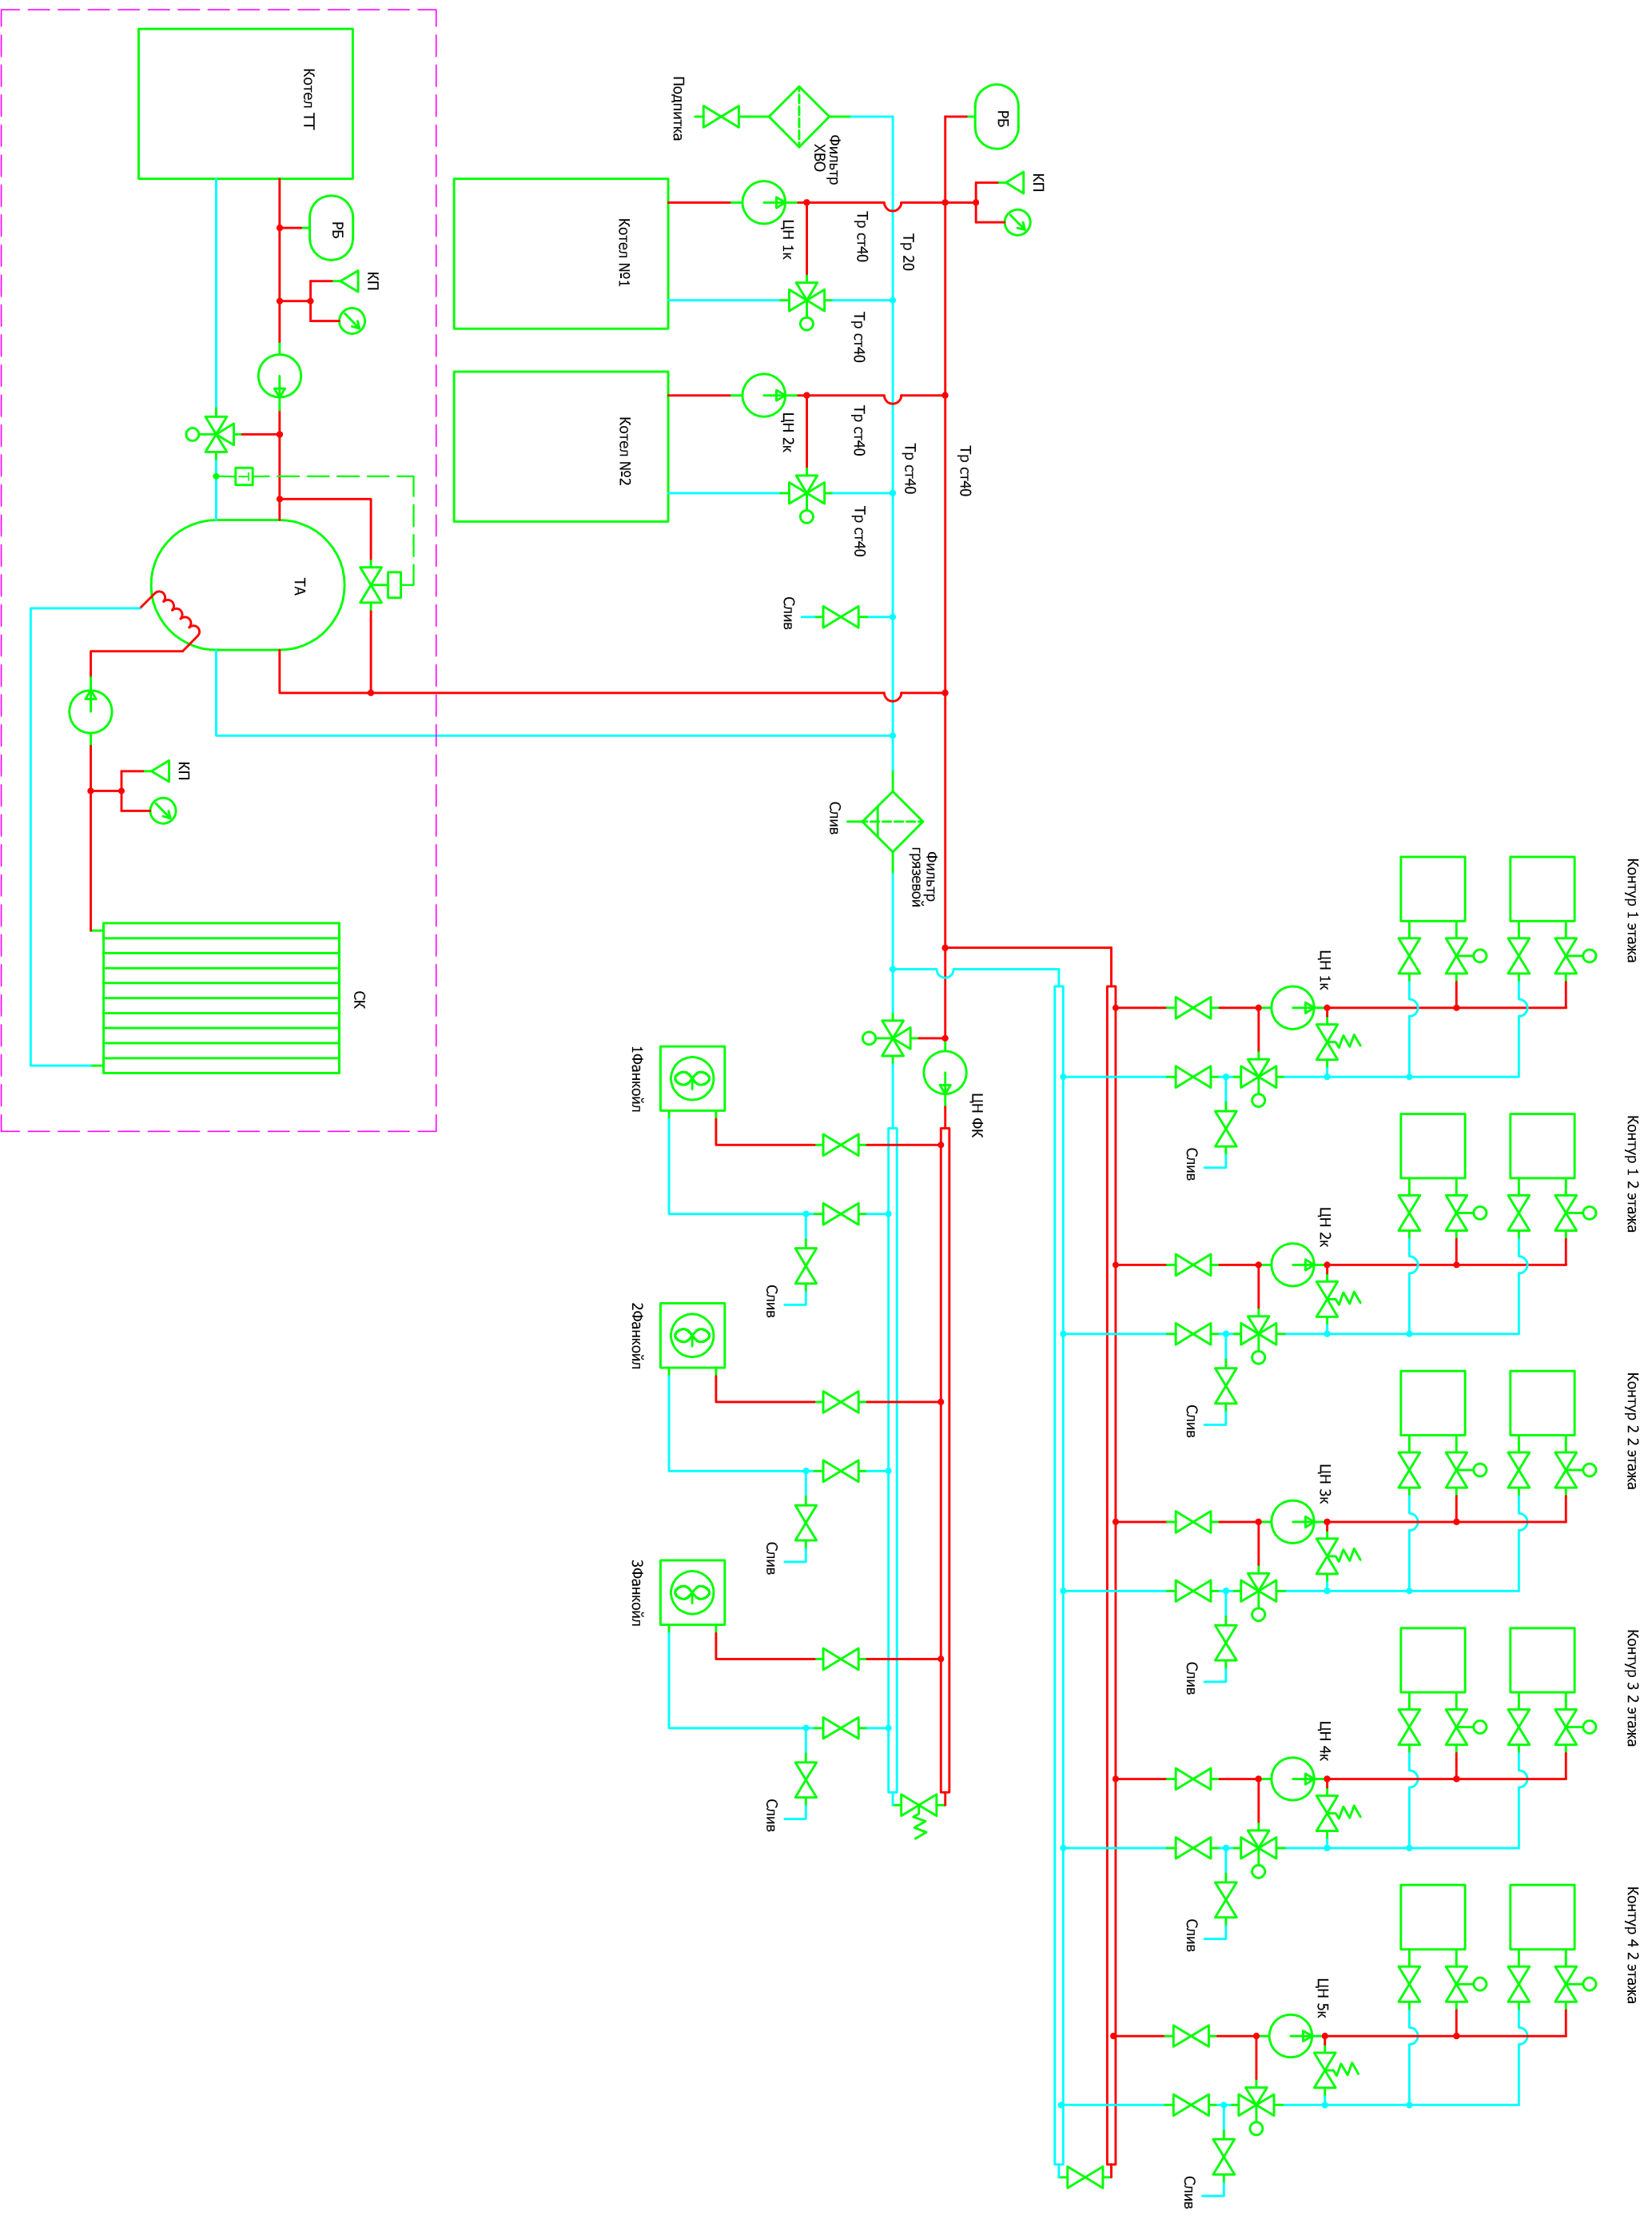 Контур 1 этажа
Контур 1 2 этажа
Контур 2 2 этажа
Контур 3 2 этажа
Контур 4 2 этажа
ЦН 1к
ЦН 2к
ЦН 3к
ЦН 4к
ЦН 5к
Слив
Слив
Слив
Слив
Слив
КП
РБ
ЦН ФК
Тр ст40
Фильтр
грязевой
Тр 20
Тр ст40
Тр ст40
Тр ст40
Тр ст40
Тр ст40
Фильтр
ХВО
Слив
ЦН 1к
ЦН 2к
Слив
Слив
Слив
Слив
Подпитка
Котел №1
Котел №2
1Фанкойл
2Фанкойл
3Фанкойл
КП
СК
РБ
Котел ТТ
ТА
Т
КП